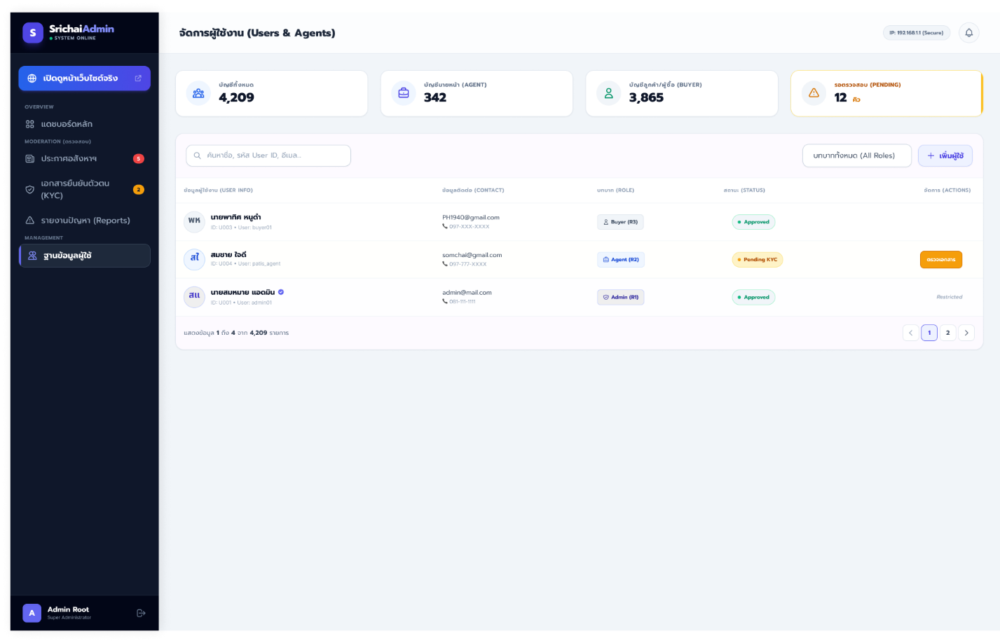 S
SrichaiAdmin
SYSTEM ONLINE
เปิดดูหน้าเว็บไซต์จริง
OVERVIEW
แดชบอร์ดหลัก
MODERATION (ตรวจสอบ)
ประกาศอสังหาฯ
5
เอกสารยืนยันตัวตน
(KYC)
2
รายงานปัญหา (Reports)
MANAGEMENT
ฐานข้อมูลผู้ใช้
A
Admin Root
Super Administrator
จัดการผู้ใช้งาน (Users & Agents)
IP: 192.168.1.1 (Secure)
บัญชีทั้งหมด
4,209
บัญชีนายหน้า (AGENT)
342
บัญชีลูกค้า/ผู้ซื้อ (BUYER)
3,865
รอตรวจสอบ (PENDING)
12 คิว
ค้นหาชื่อ, รหัส User ID, อีเมล...
บทบาททั้งหมด (All Roles)
เพิ่มผู้ใช้
ข้อมูลผู้ใช้งาน (USER INFO)
ข้อมูลติดต่อ (CONTACT)
บทบาท (ROLE)
สถานะ (STATUS)
จัดการ (ACTIONS)
พห
นายพาทิศ หนูดำ
ID: U003 • User: buyer01
PH1940@gmail.com
097-XXX-XXXX
Buyer (R3)
Approved
สใ
สมชาย ใจดี
ID: U004 • User: patis_agent
somchai@gmail.com
097-777-XXXX
Agent (R2)
Pending KYC
ตรวจเอกสาร
สแ
นายสมหมาย แอดมิน
ID: U001 • User: admin01
admin@mail.com
081-111-1111
Admin (R1)
Approved
Restricted
แสดงข้อมูล 1 ถึง 4 จาก 4,209 รายการ
1
2